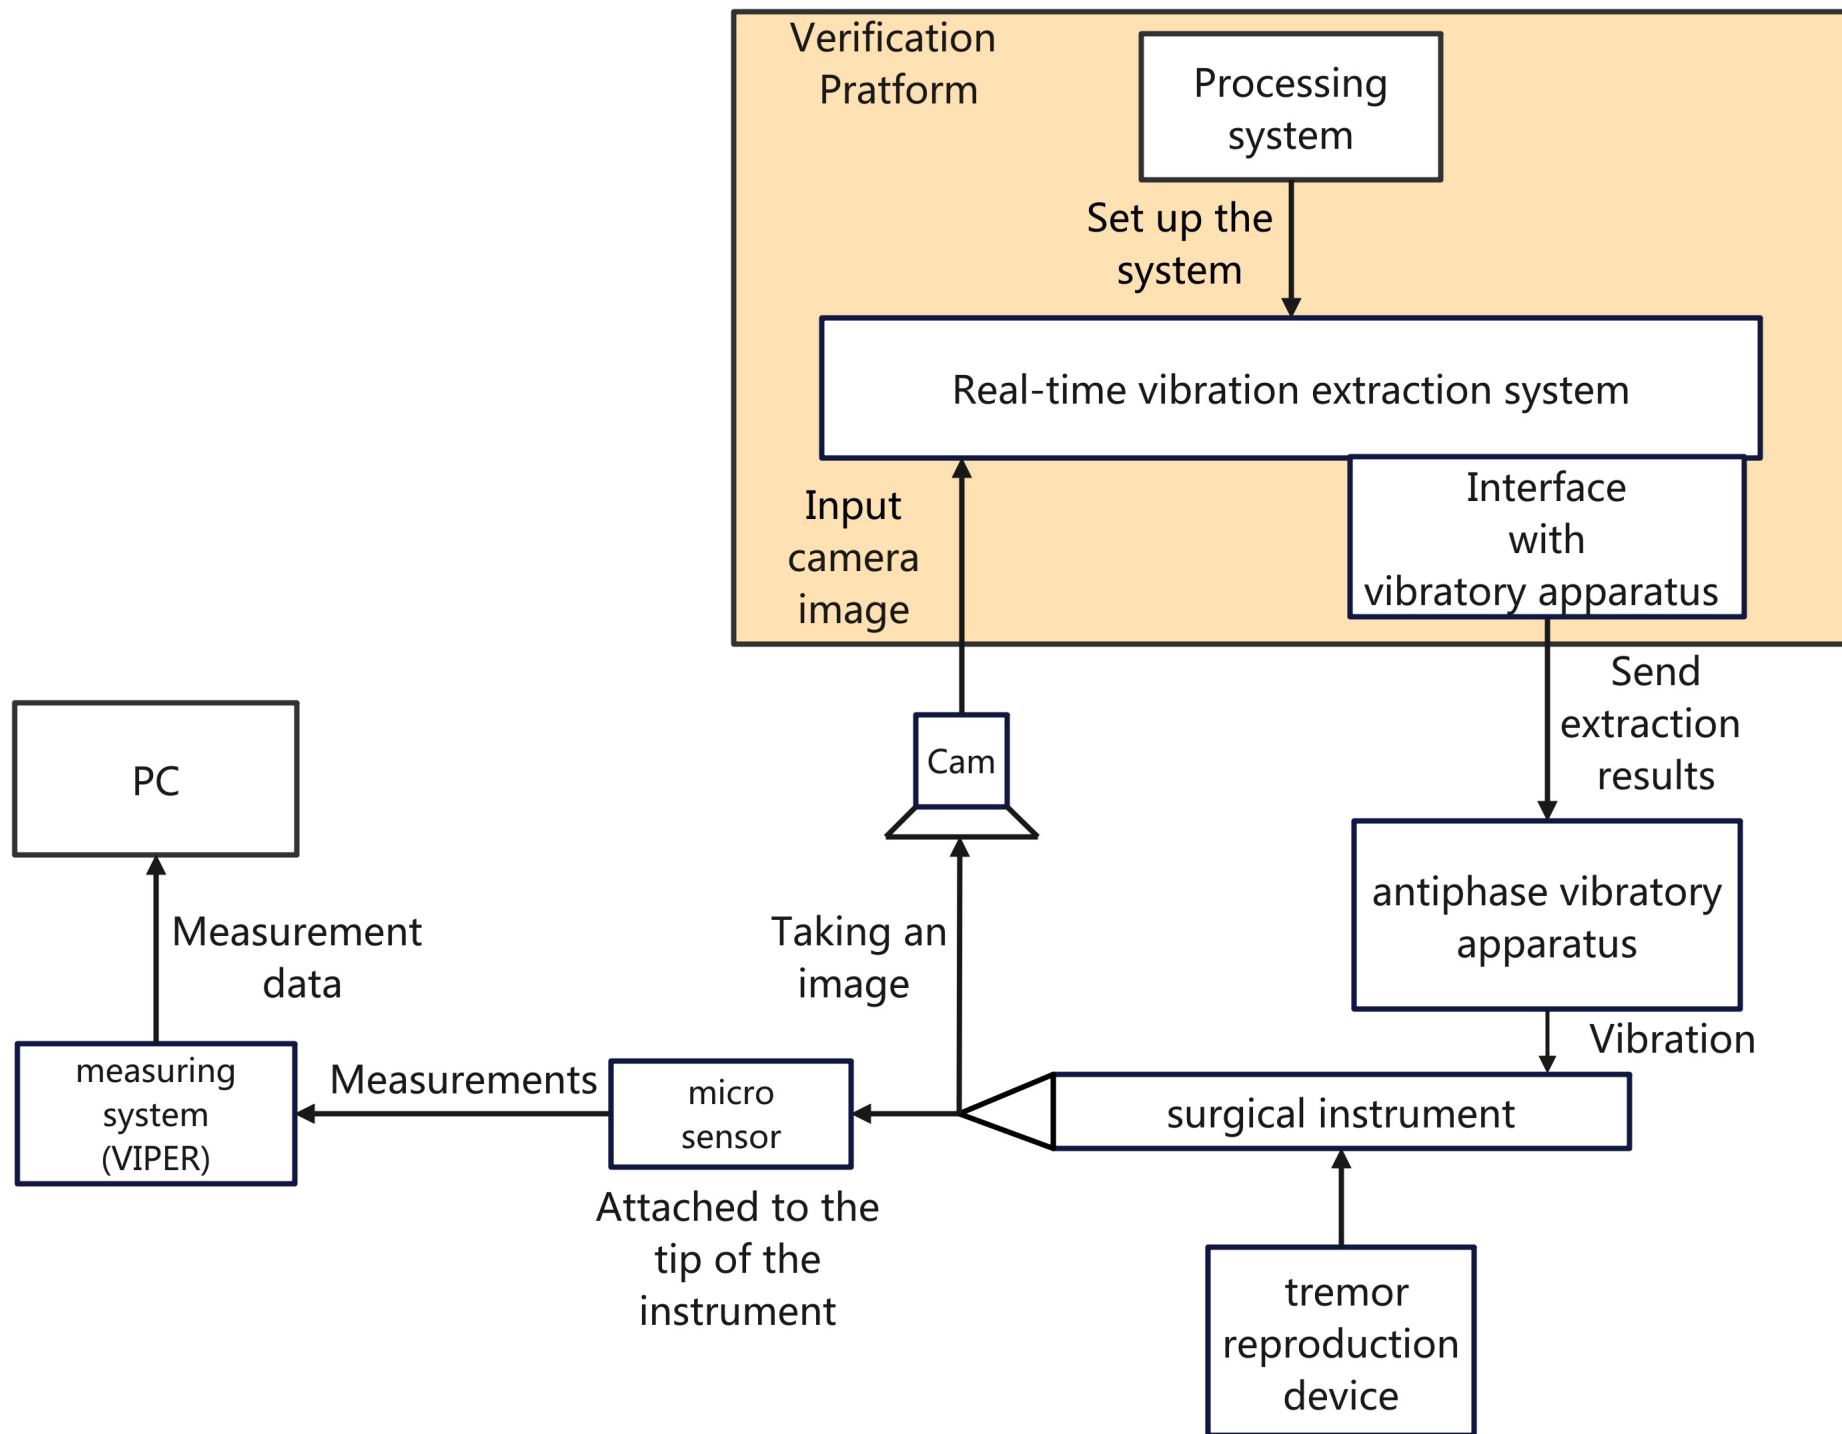 Verification
Pratform
Processing
system
Set up the
system
Real-time vibration extraction system
Input
camera
image
Interface
with
vibratory apparatus
Send
extraction
results
PC
Cam
antiphase vibratory
apparatus
Measurement
data
Taking an
image
Vibration
measuring
system
(VIPER)
Measurements
micro
sensor
surgical instrument
Attached to the
tip of the
instrument
tremor
reproduction
device